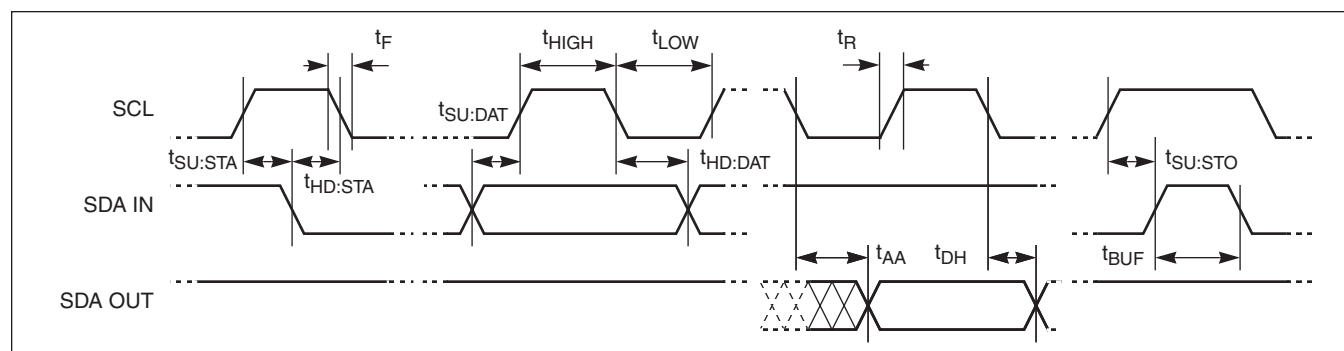 tF
tHIGH
tLOW
tR
SCL
tSU:DAT
tSU:STA
tHD:STA
tHD:DAT
tSU:STO
SDA IN
tAA
tDH
tBUF
SDA OUT